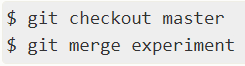 $ git checkout master
$ git merge experiment